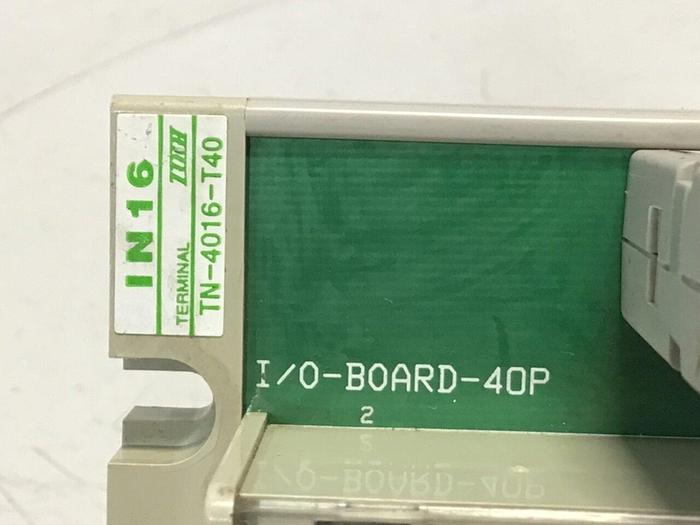 IN16
TERMINAL
TN-4016-T40
I/O-BOARD-40P
2